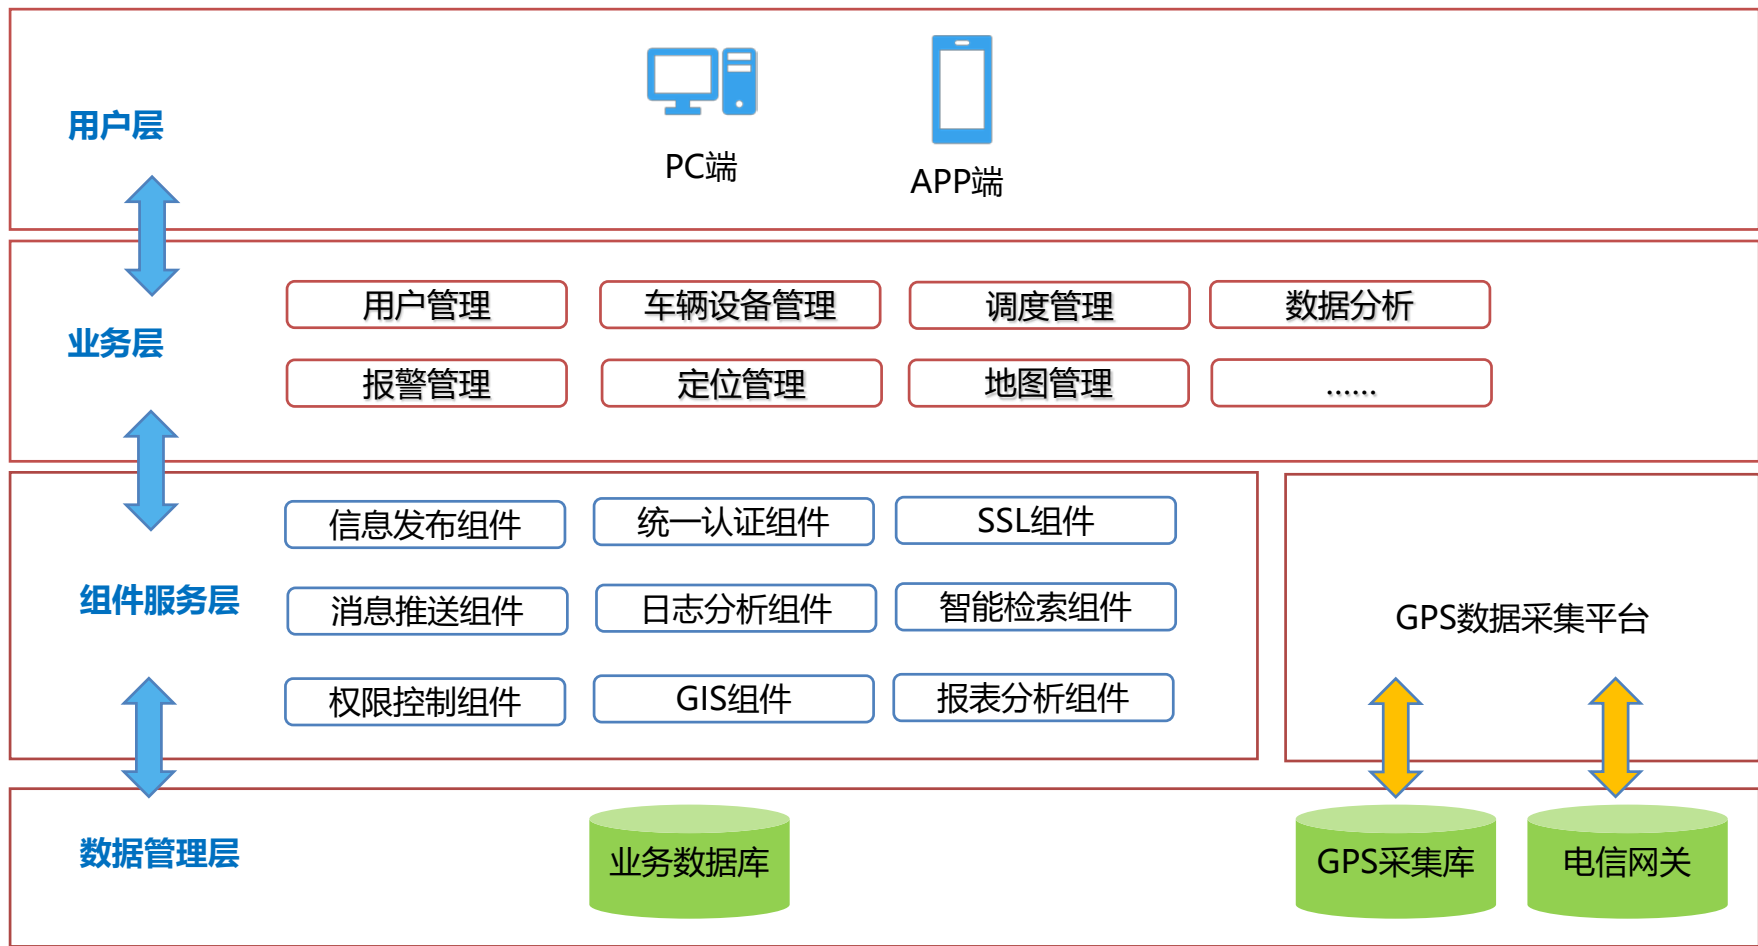 用户层
PC端
APP端
业务层
用户管理
车辆设备管理
调度管理
数据分析
报警管理
定位管理
地图管理
......
组件服务层
信息发布组件
统一认证组件
SSL组件
消息推送组件
日志分析组件
智能检索组件
权限控制组件
GIS组件
报表分析组件
GPS数据采集平台
数据管理层
业务数据库
GPS采集库
电信网关